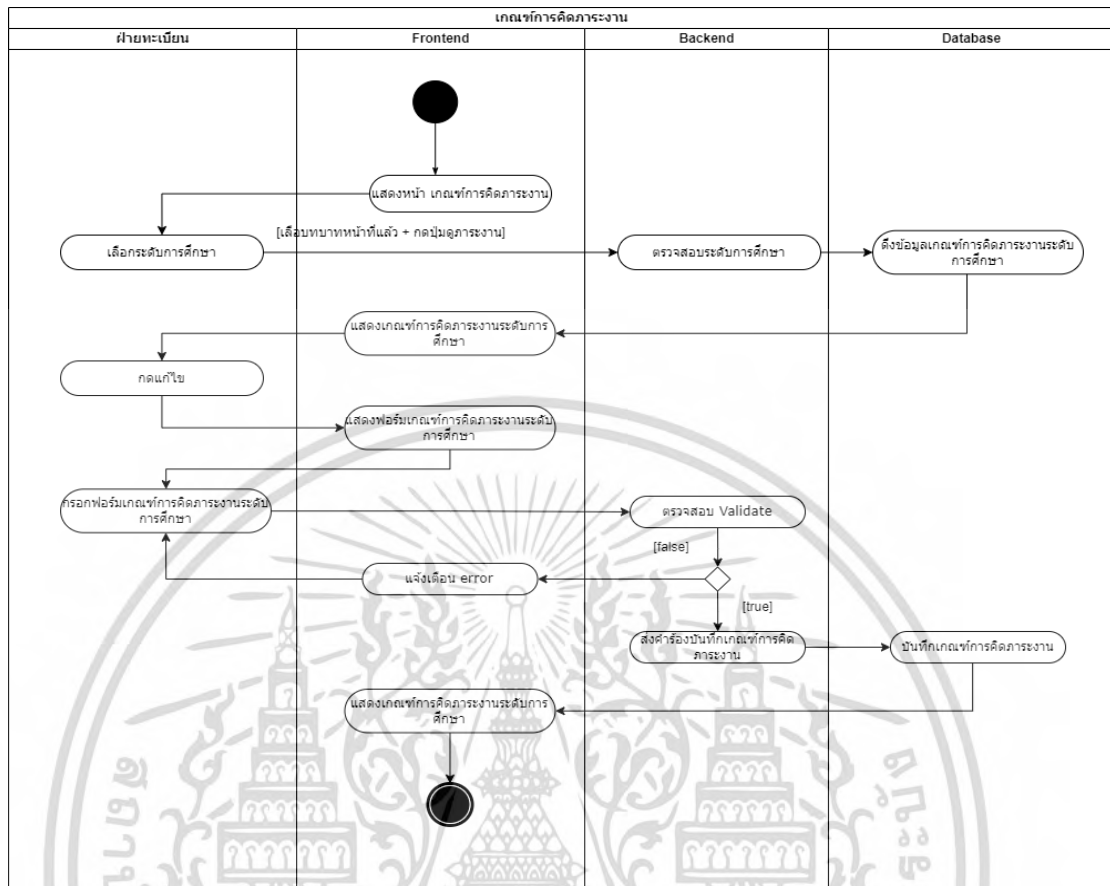 เกณฑ์การคิดภาระงาน
ฝ่ายทะเบียน
Frontend
Backend
Database
แสดงหน้า เกณฑ์การคิดภาระงาน
[เลือบทบาทหน้าที่แล้ว + กดปุ่มดูภาระงาน]
เลือกระดับการศึกษา
ตรวจสอบระดับการศึกษา
ดึงข้อมูลเกณฑ์การคิดภาระงานระดับ
การศึกษา
แสดงเกณฑ์การคิดภาระงานระดับการ
ศึกษา
กดแก้ไข
แสดงฟอร์มเกณฑ์การคิดภาระงานระดับ
การศึกษา
กรอกฟอร์มเกณฑ์การคิดภาระงานระดับ
การศึกษา
ตรวจสอบ Validate
[false]
แจ้งเตือน error
[true]
ส่งคำร้องบันทึกเกณฑ์การคิด
ภาระงาน
บันทึกเกณฑ์การคิดภาระงาน
แสดงเกณฑ์การคิดภาระงานระดับการ
ศึกษา